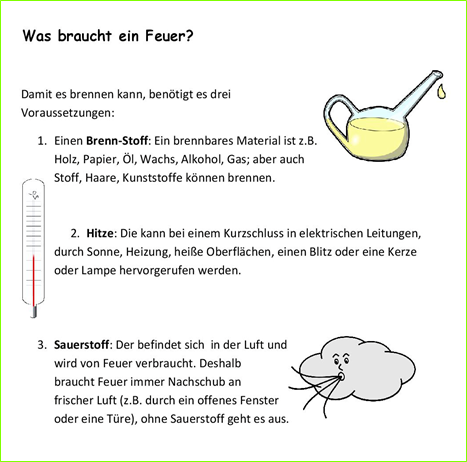 Was braucht ein Feuer?
Damit es brennen kann, benötigt es drei
Voraussetzungen:
1. Einen Brenn-Stoff: Ein brennbares Material ist z.B.
Holz, Papier, Öl, Wachs, Alkohol, Gas; aber auch
Stoff, Haare, Kunststoffe können brennen.
2. Hitze: Die kann bei einem Kurzschluss in elektrischen Leitungen,
durch Sonne, Heizung, heiße Oberflächen, einen Blitz oder eine Kerze
oder Lampe hervorgerufen werden.
3. Sauerstoff: Der befindet sich in der Luft und
wird von Feuer verbraucht. Deshalb
braucht Feuer immer Nachschub an
frischer Luft (z.B. durch ein offenes Fenster
oder eine Türe), ohne Sauerstoff geht es aus.